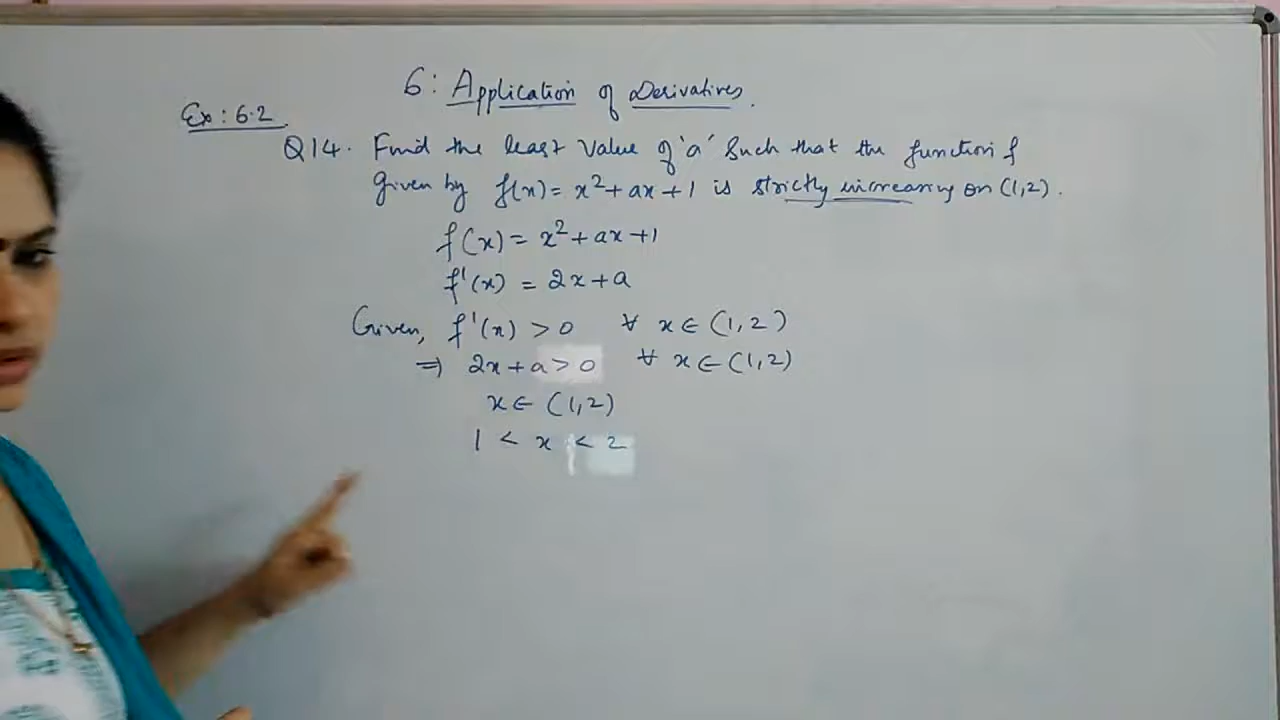 6: Application of Derivatives.
Ex: 6.2
Q14. Find the least value of 'a' such that the function f
given by f(x) = x² + ax + 1 is strictly increasing on (1,2).
f(x) = x² + ax + 1
f'(x) = 2x + a
Given, f'(x) > 0 ∀ x ∈ (1,2)
⇒ 2x + a > 0 ∀ x ∈ (1,2)
x ∈ (1,2)
1 < x < 2